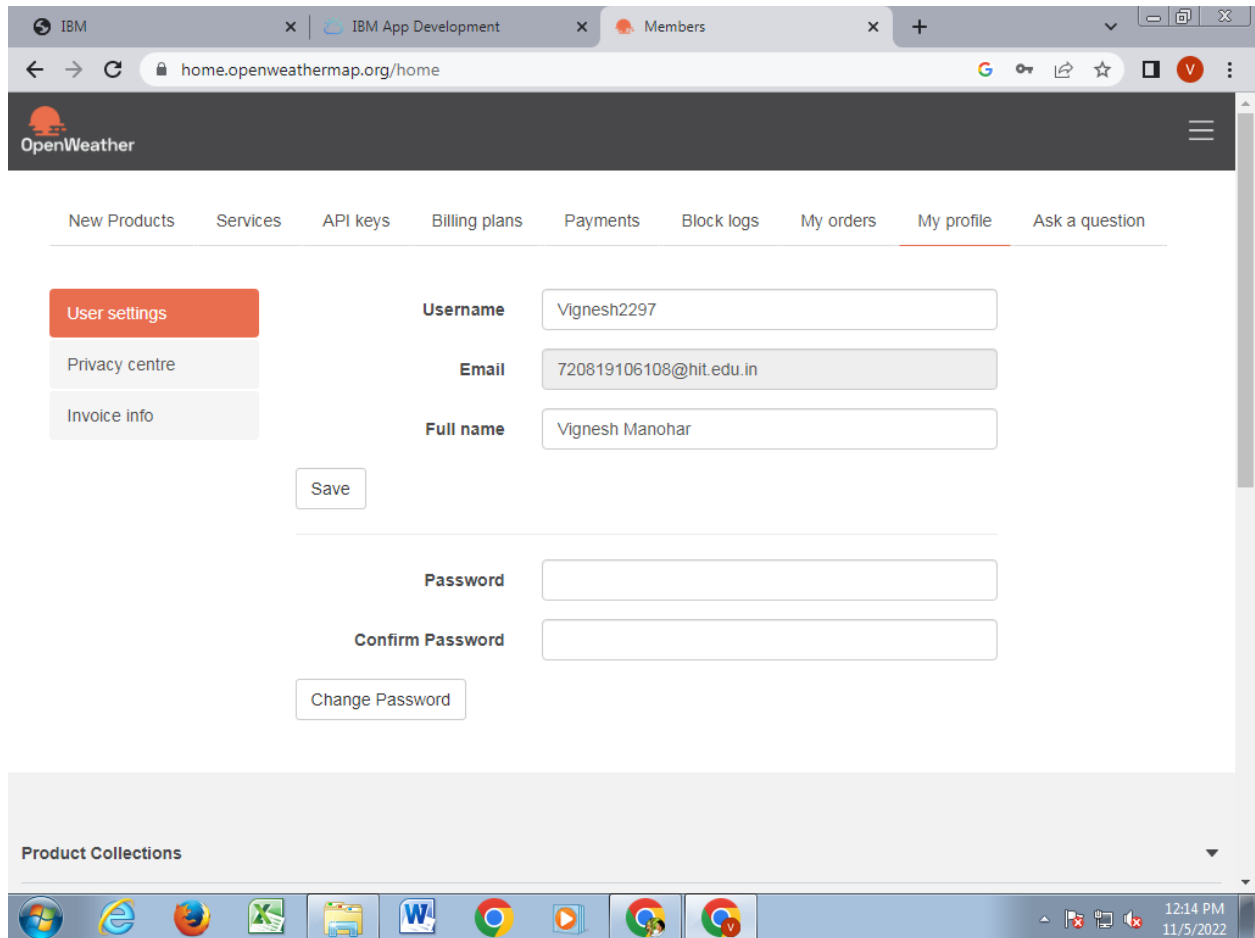 IBM IBM App Development Members
home.openweathermap.org/home G V
OpenWeather
New Products Services API keys Billing plans Payments Block logs My orders My profile Ask a question
User settings
Privacy centre
Invoice info
Username Vignesh2297
Email 720819106108@hit.edu.in
Full name Vignesh Manohar
Save
Password
Confirm Password
Change Password
Product Collections
W V
12:14 PM
11/5/2022